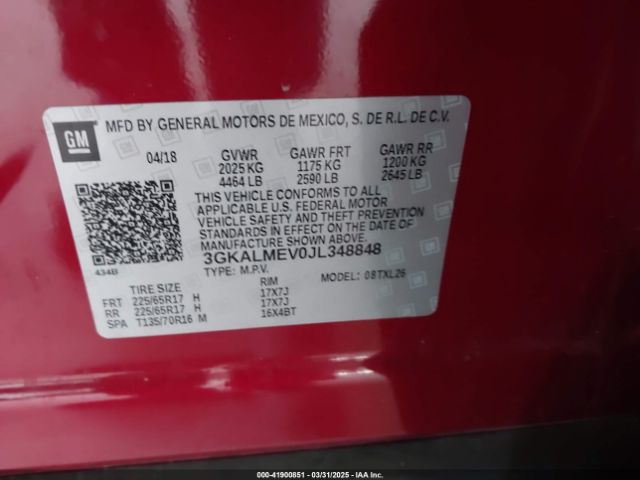 GM
MFD BY GENERAL MOTORS DE MEXICO, S. DE R.L. DE C.V.
04/18 GVWR GAWR FRT GAWR RR
2025 KG 1175 KG 1200 KG
4464 LB 2590 LB 2645 LB
THIS VEHICLE CONFORMS TO ALL
APPLICABLE U.S. FEDERAL MOTOR
VEHICLE SAFETY AND THEFT PREVENTION
STANDARDS IN EFFECT ON THE DATE OF
MANUFACTURE SHOWN ABOVE.
434B 3GKALMEV0JL348848
TYPE: M.P.V. MODEL: 08TXL26
TIRE SIZE RIM
FRT 225/65R17 H 17X7J
RR 225/65R17 H 17X7J
SPA T135/70R16 M 16X4BT
000-41900851 - 03/31/2025 - IAA Inc.